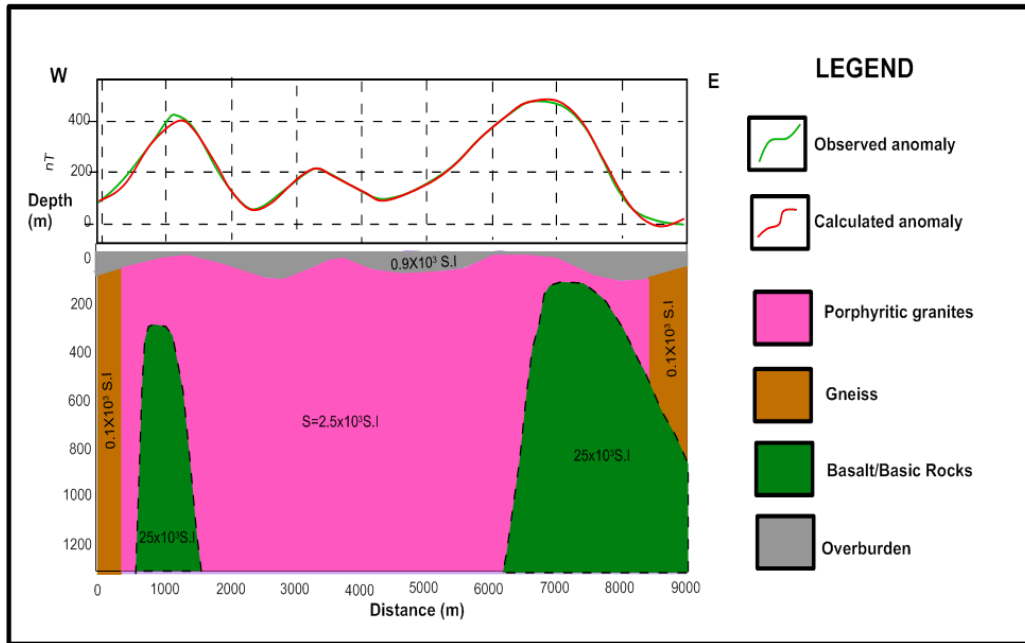 W
E
LEGEND
400
nT
200
Depth
(m)
0
Observed anomaly
Calculated anomaly
0
0.9X10³ S.I
200
400
600
800
1000
1200
0.1X10³ S.I
0.1X10³ S.I
S=2.5x10³S.I
25x10³S.I
25x10³S.I
Porphyritic granites
Gneiss
Basalt/Basic Rocks
Overburden
0 1000 2000 3000 4000 5000 6000 7000 8000 9000
Distance (m)